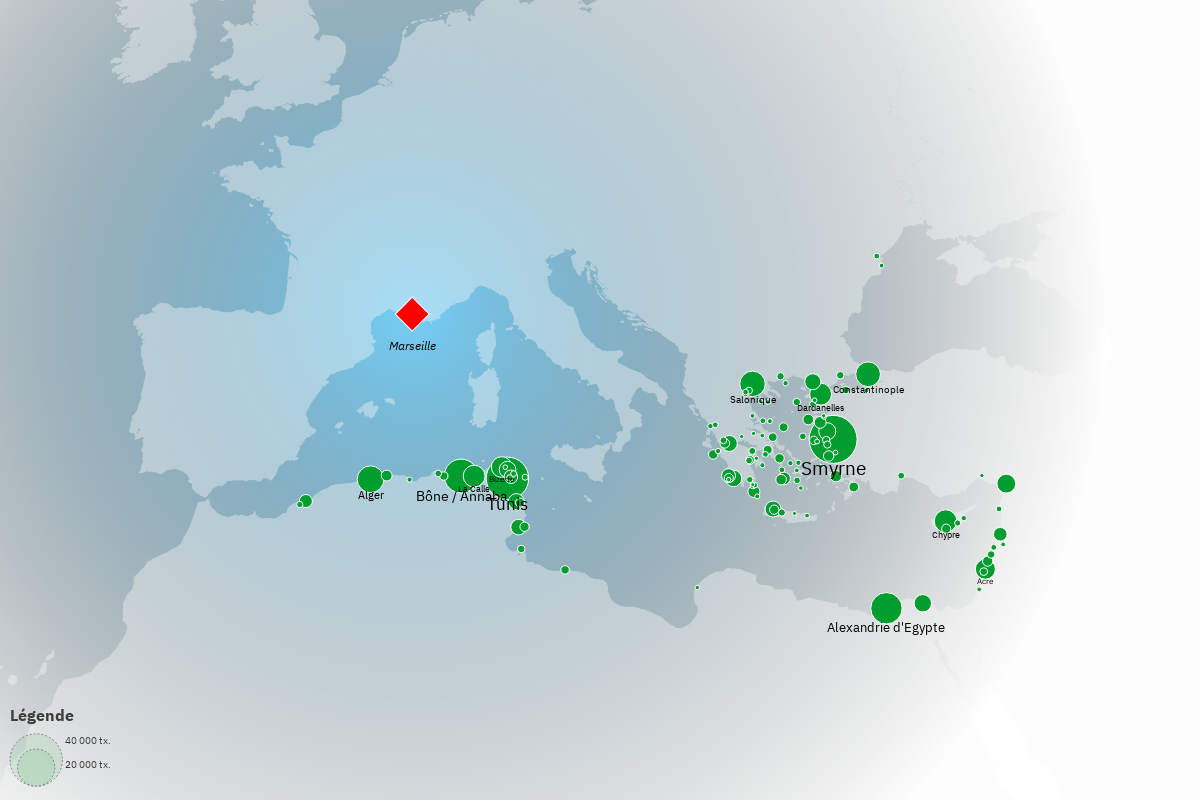 Marseille
Constantinople
Salonique
Dardanelles
Smyrne
Alger
Bône / Annaba
La Calle
Tunis
Chypre
Acre
Alexandrie d'Egypte
Légende
40 000 tx.
20 000 tx.